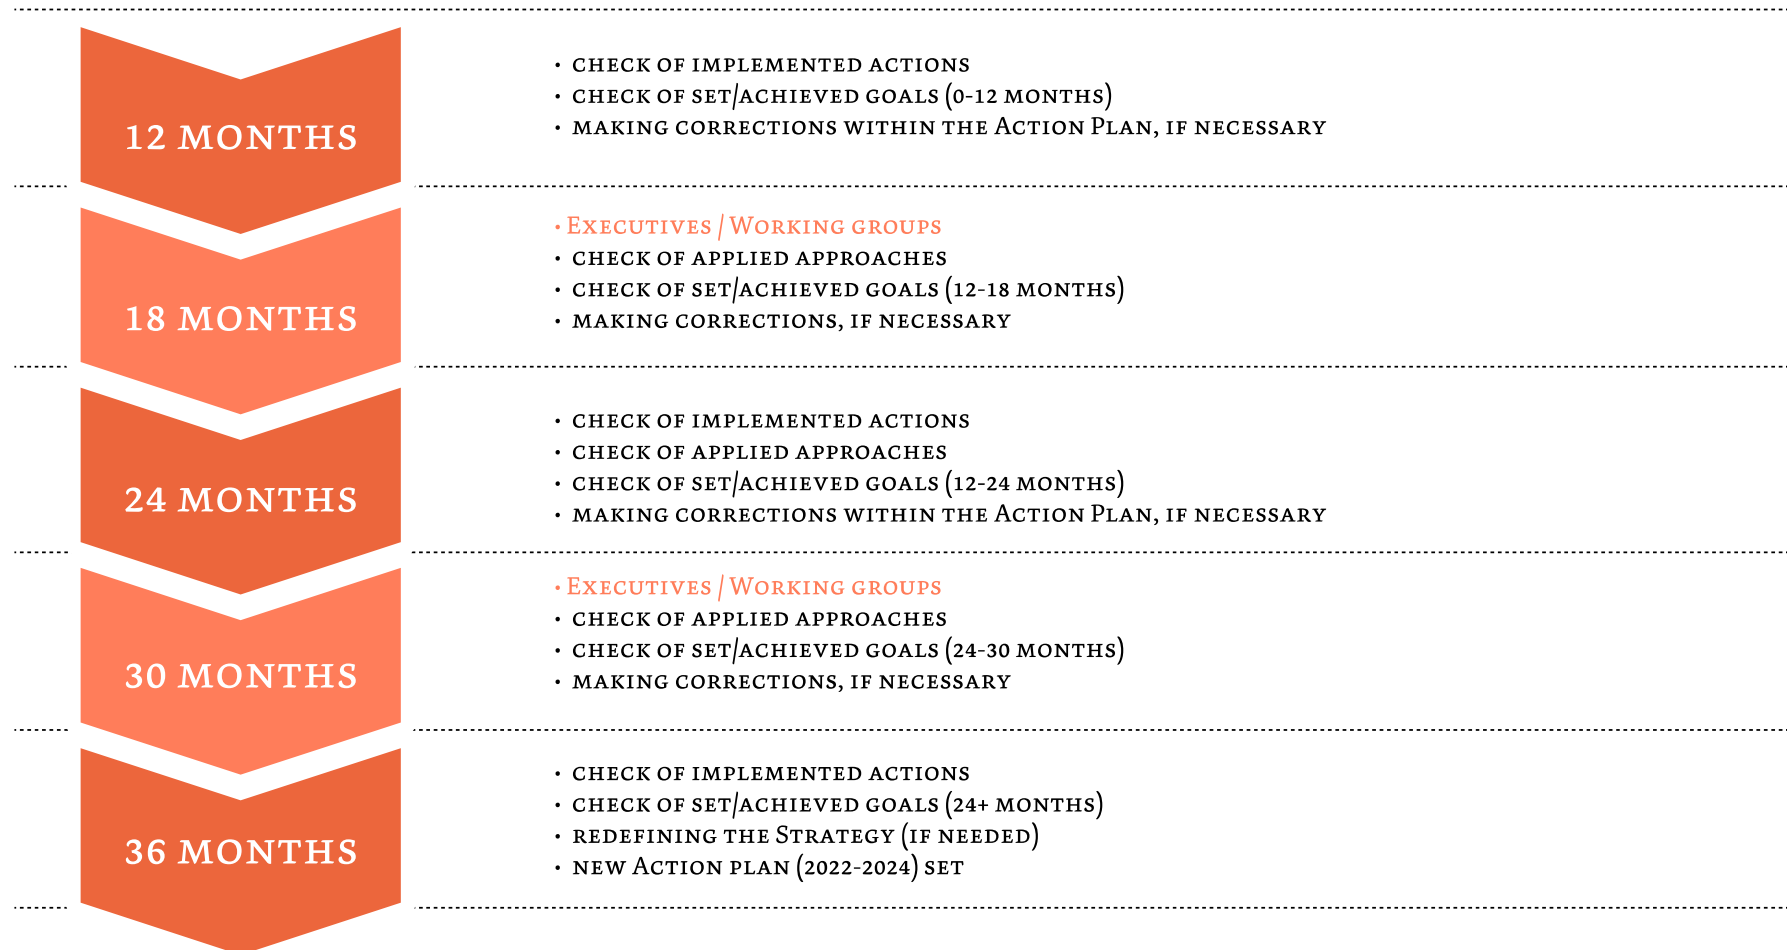 12 MONTHS
• CHECK OF IMPLEMENTED ACTIONS
• CHECK OF SET/ACHIEVED GOALS (0-12 MONTHS)
• MAKING CORRECTIONS WITHIN THE ACTION PLAN, IF NECESSARY
18 MONTHS
• EXECUTIVES / WORKING GROUPS
• CHECK OF APPLIED APPROACHES
• CHECK OF SET/ACHIEVED GOALS (12-18 MONTHS)
• MAKING CORRECTIONS, IF NECESSARY
24 MONTHS
• CHECK OF IMPLEMENTED ACTIONS
• CHECK OF APPLIED APPROACHES
• CHECK OF SET/ACHIEVED GOALS (12-24 MONTHS)
• MAKING CORRECTIONS WITHIN THE ACTION PLAN, IF NECESSARY
30 MONTHS
• EXECUTIVES / WORKING GROUPS
• CHECK OF APPLIED APPROACHES
• CHECK OF SET/ACHIEVED GOALS (24-30 MONTHS)
• MAKING CORRECTIONS, IF NECESSARY
36 MONTHS
• CHECK OF IMPLEMENTED ACTIONS
• CHECK OF SET/ACHIEVED GOALS (24+ MONTHS)
• REDEFINING THE STRATEGY (IF NEEDED)
• NEW ACTION PLAN (2022-2024) SET